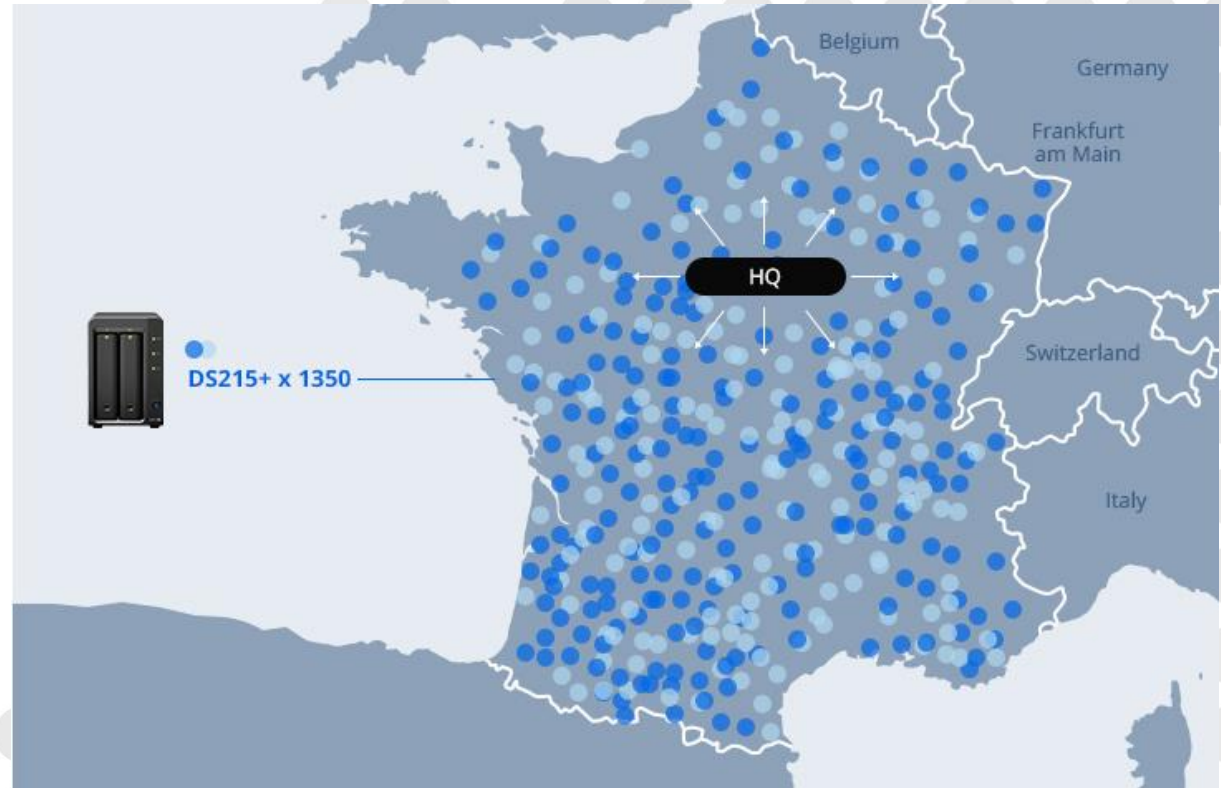 Belgium
Germany
Frankfurt
am Main
HQ
Switzerland
DS215+ x 1350
Italy